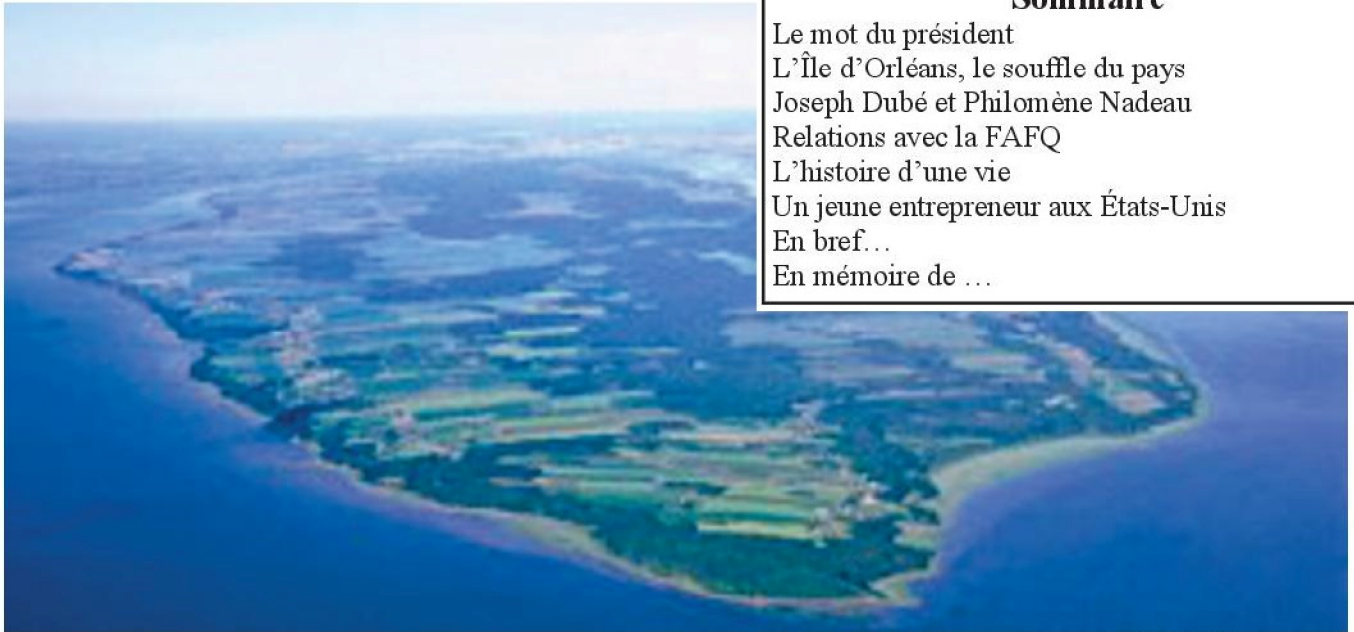 Sommaire
Le mot du président
L’Île d’Orléans, le souffle du pays
Joseph Dubé et Philomène Nadeau
Relations avec la FAFQ
L’histoire d’une vie
Un jeune entrepreneur aux États-Unis
En bref…
En mémoire de …